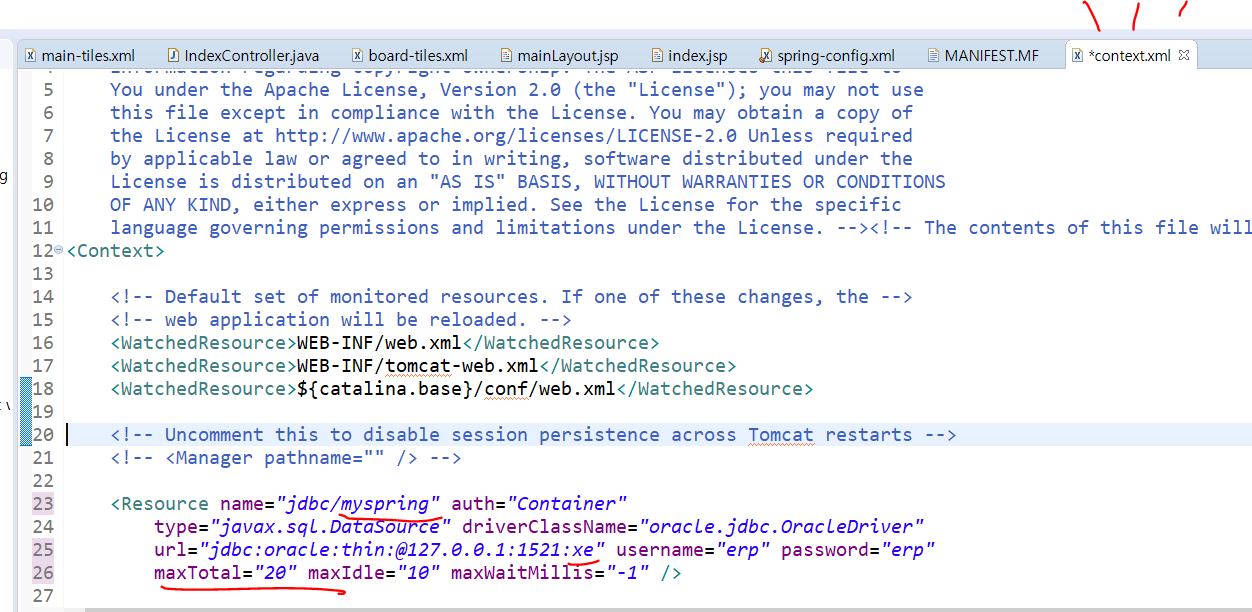 main-tiles.xml IndexController.java board-tiles.xml mainLayout.jsp index.jsp spring-config.xml MANIFEST.MF *context.xml
information regarding copyright ownership. The ASF licenses this file to
5 You under the Apache License, Version 2.0 (the "License"); you may not use
6 this file except in compliance with the License. You may obtain a copy of
7 the License at http://www.apache.org/licenses/LICENSE-2.0 Unless required
8 by applicable law or agreed to in writing, software distributed under the
9 License is distributed on an "AS IS" BASIS, WITHOUT WARRANTIES OR CONDITIONS
10 OF ANY KIND, either express or implied. See the License for the specific
11 language governing permissions and limitations under the License. --><!-- The contents of this file will
12 <Context>
13
14 <!-- Default set of monitored resources. If one of these changes, the -->
15 <!-- web application will be reloaded. -->
16 <WatchedResource>WEB-INF/web.xml</WatchedResource>
17 <WatchedResource>WEB-INF/tomcat-web.xml</WatchedResource>
18 <WatchedResource>${catalina.base}/conf/web.xml</WatchedResource>
19
20 <!-- Uncomment this to disable session persistence across Tomcat restarts -->
21 <!-- <Manager pathname="" /> -->
22
23 <Resource name="jdbc/myspring" auth="Container"
24 type="javax.sql.DataSource" driverClassName="oracle.jdbc.OracleDriver"
25 url="jdbc:oracle:thin:@127.0.0.1:1521:xe" username="erp" password="erp"
26 maxTotal="20" maxIdle="10" maxWaitMillis="-1" />
27